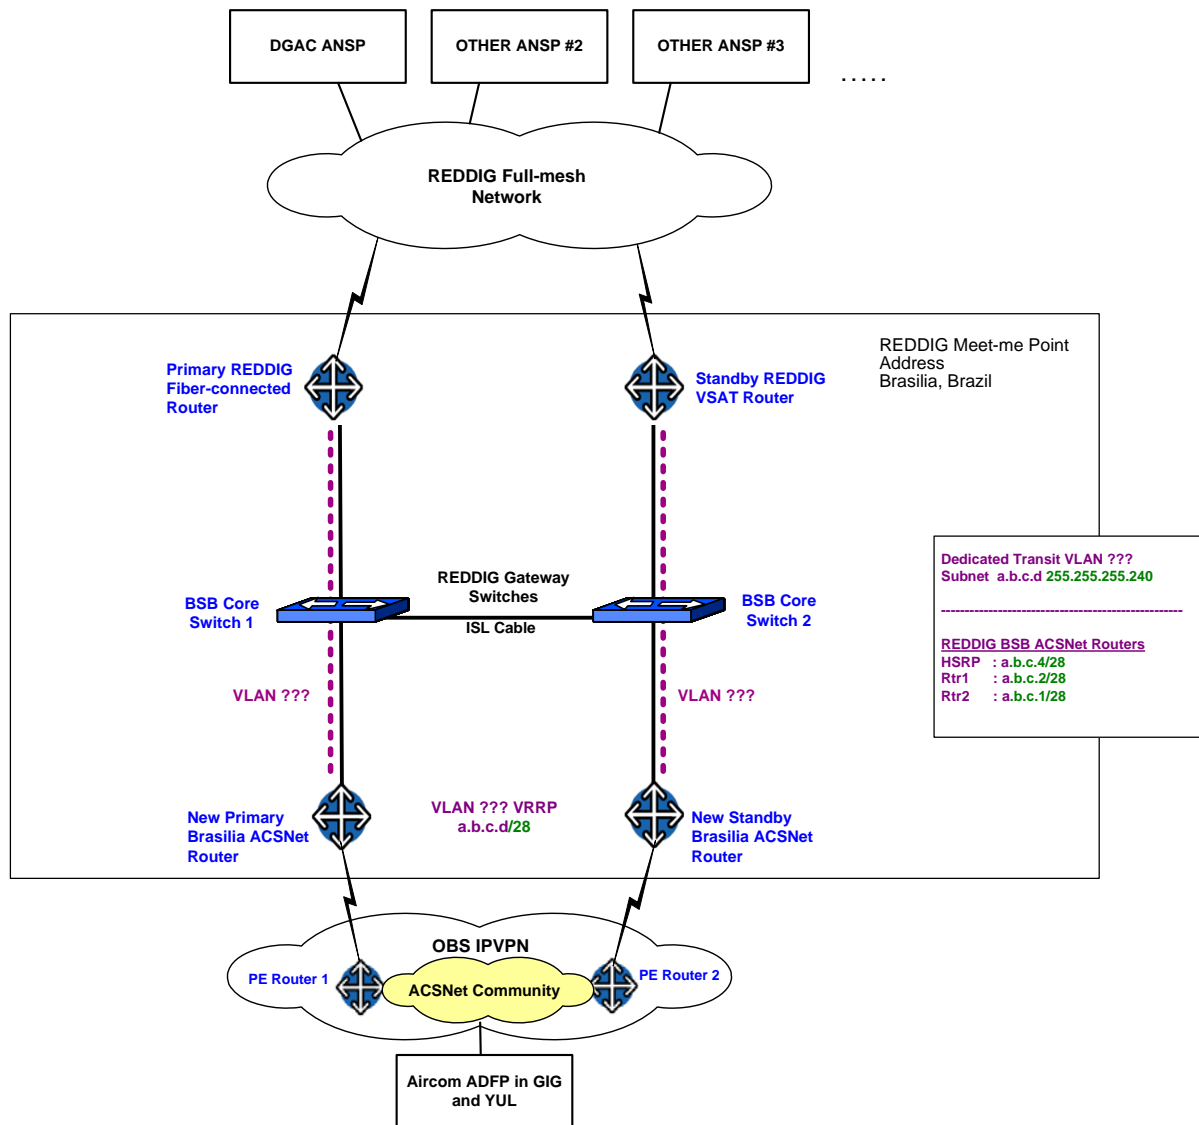 DGAC ANSP
OTHER ANSP #2
OTHER ANSP #3
.....
REDDIG Full-mesh
Network
REDDIG Meet-me Point
Address
Brasilia, Brazil
Primary REDDIG
Fiber-connected
Router
Standby REDDIG
VSAT Router
Dedicated Transit VLAN ???
Subnet a.b.c.d 255.255.255.240
--------------------------------------------------
REDDIG BSB ACSNet Routers
HSRP : a.b.c.4/28
Rtr1 : a.b.c.2/28
Rtr2 : a.b.c.1/28
REDDIG Gateway
Switches
BSB Core
Switch 1
BSB Core
Switch 2
ISL Cable
VLAN ???
VLAN ???
New Primary
Brasilia ACSNet
Router
VLAN ??? VRRP
a.b.c.d/28
New Standby
Brasilia ACSNet
Router
OBS IPVPN
PE Router 1
PE Router 2
ACSNet Community
Aircom ADFP in GIG
and YUL